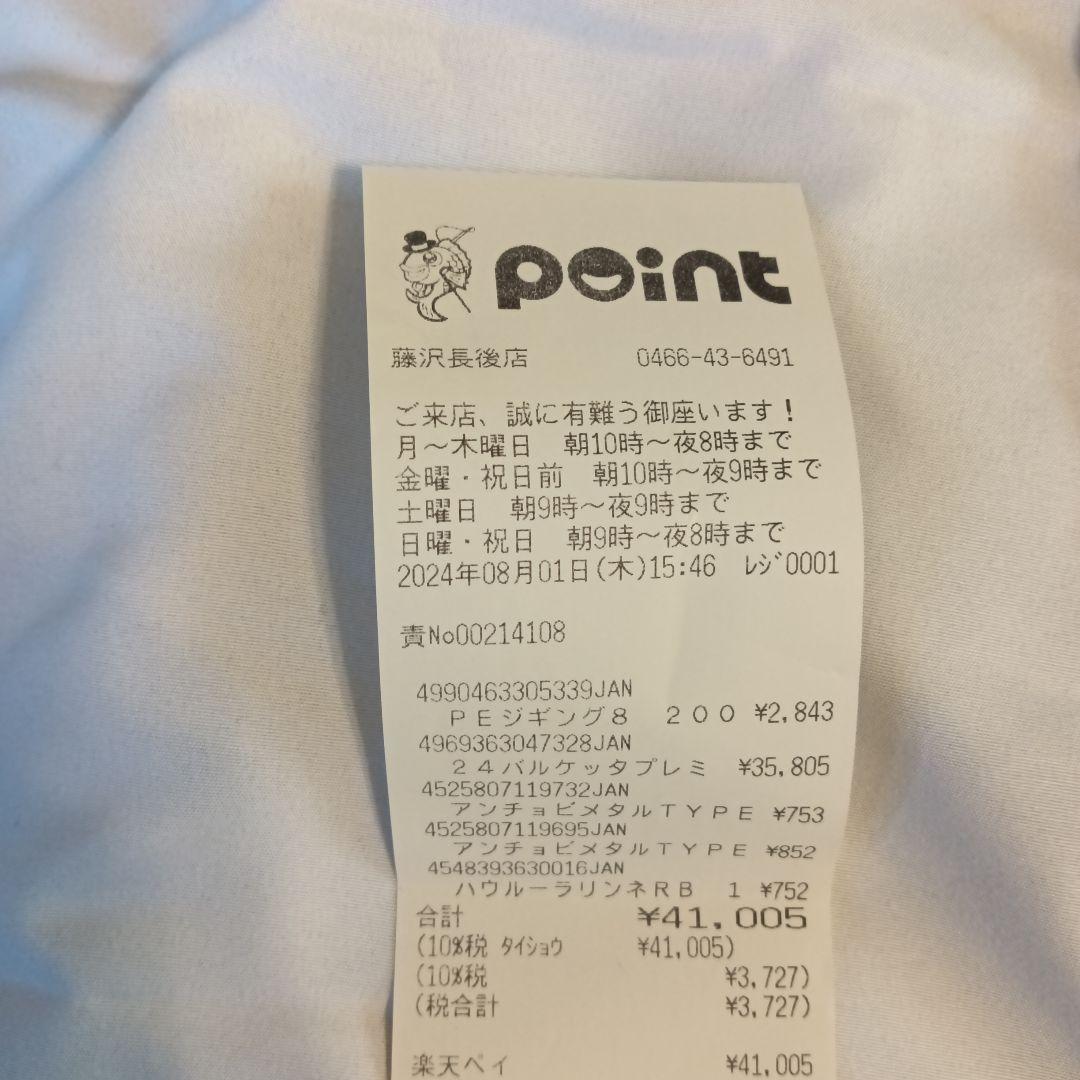 point
藤沢長後店 0466-43-6491
ご来店、誠に有難う御座います!
月～木曜日 朝10時～夜8時まで
金曜・祝日前 朝10時～夜9時まで
土曜日 朝9時～夜9時まで
日曜・祝日 朝9時～夜8時まで
2024年08月01日(木)15:46 ﾚｼﾞ0001
責No00214108
4990463305339JAN
ＰＥジギング８ ２００ ¥2,843
4969363047328JAN
２４バルケッタプレミ ¥35,805
4525807119732JAN
アンチョビメタルＴＹＰＥ ¥753
4525807119695JAN
アンチョビメタルＴＹＰＥ ¥852
4548393630016JAN
ハウルーラリンネＲＢ １ ¥752
合計 ¥41,005
(10%税 ﾀｲｼｮｳ ¥41,005)
(10%税 ¥3,727)
(税合計 ¥3,727)
楽天ペイ ¥41,005